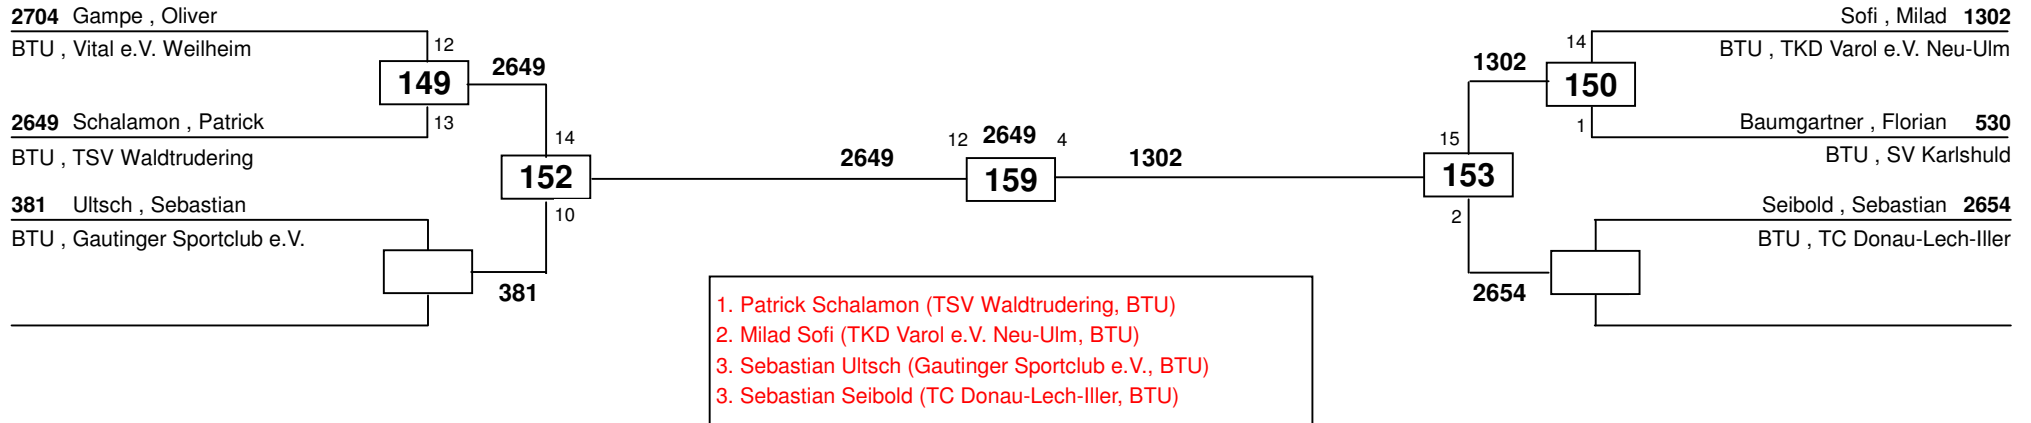 2704 Gampe , Oliver
BTU , Vital e.V. Weilheim
12
149
2649
2649 Schalamon , Patrick
13
BTU , TSV Waldtrudering
14
152
381 Ultsch , Sebastian
10
BTU , Gautinger Sportclub e.V.
381
2649
12 2649 4
159
1302
Sofi , Milad 1302
14
BTU , TKD Varol e.V. Neu-Ulm
1302
150
Baumgartner , Florian 530
1
BTU , SV Karlshuld
15
153
Seibold , Sebastian 2654
2
BTU , TC Donau-Lech-Iller
2654
1. Patrick Schalamon (TSV Waldtrudering, BTU)
2. Milad Sofi (TKD Varol e.V. Neu-Ulm, BTU)
3. Sebastian Ultsch (Gautinger Sportclub e.V., BTU)
3. Sebastian Seibold (TC Donau-Lech-Iller, BTU)